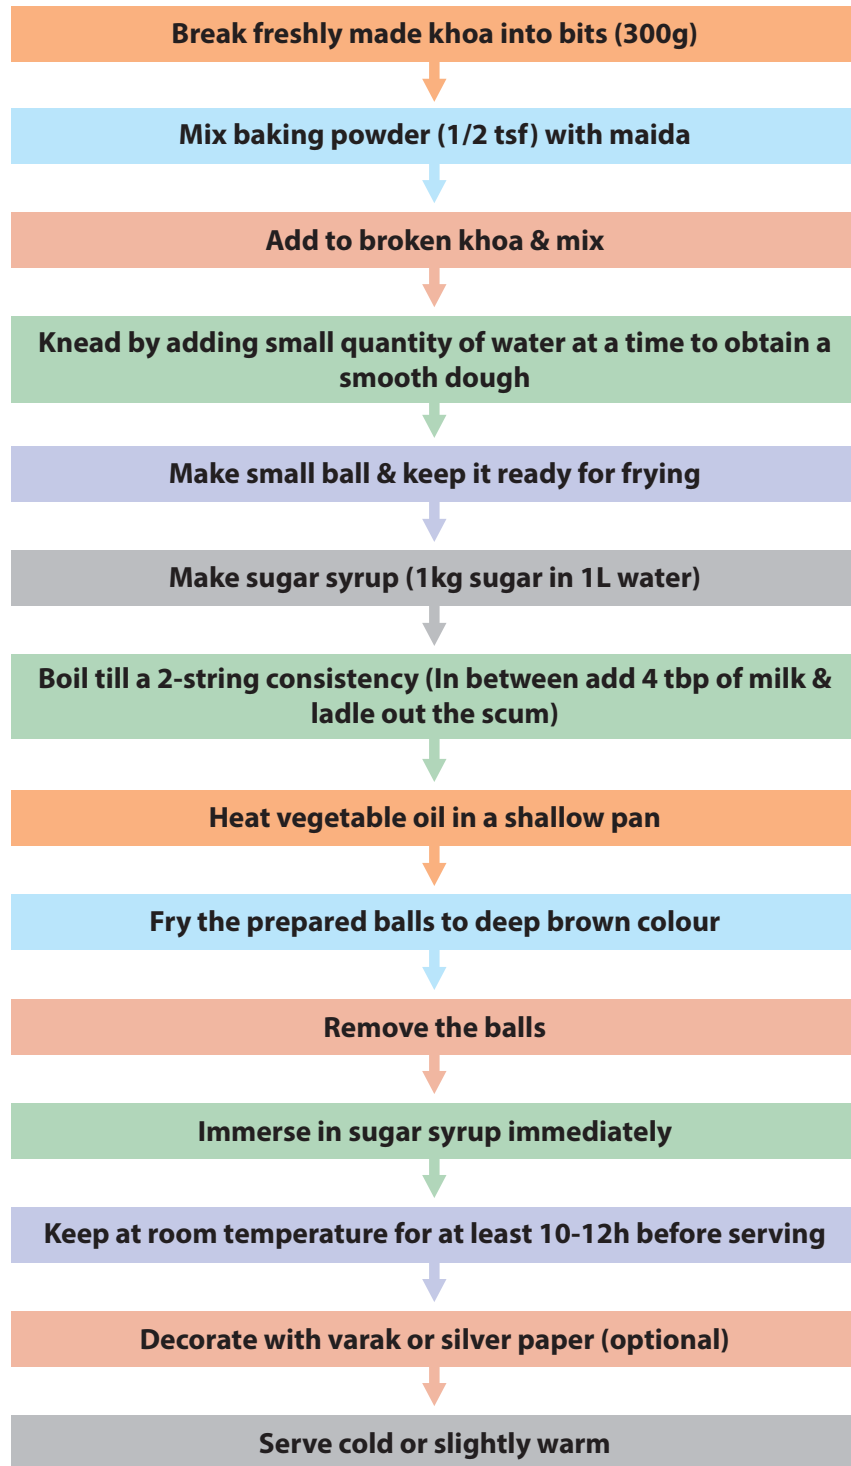 Break freshly made khoa into bits (300g)
Mix baking powder (1/2 tsf) with maida
Add to broken khoa & mix
Knead by adding small quantity of water at a time to obtain a
smooth dough
Make small ball & keep it ready for frying
Make sugar syrup (1kg sugar in 1L water)
Boil till a 2-string consistency (In between add 4 tbp of milk &
ladle out the scum)
Heat vegetable oil in a shallow pan
Fry the prepared balls to deep brown colour
Remove the balls
Immerse in sugar syrup immediately
Keep at room temperature for at least 10-12h before serving
Decorate with varak or silver paper (optional)
Serve cold or slightly warm